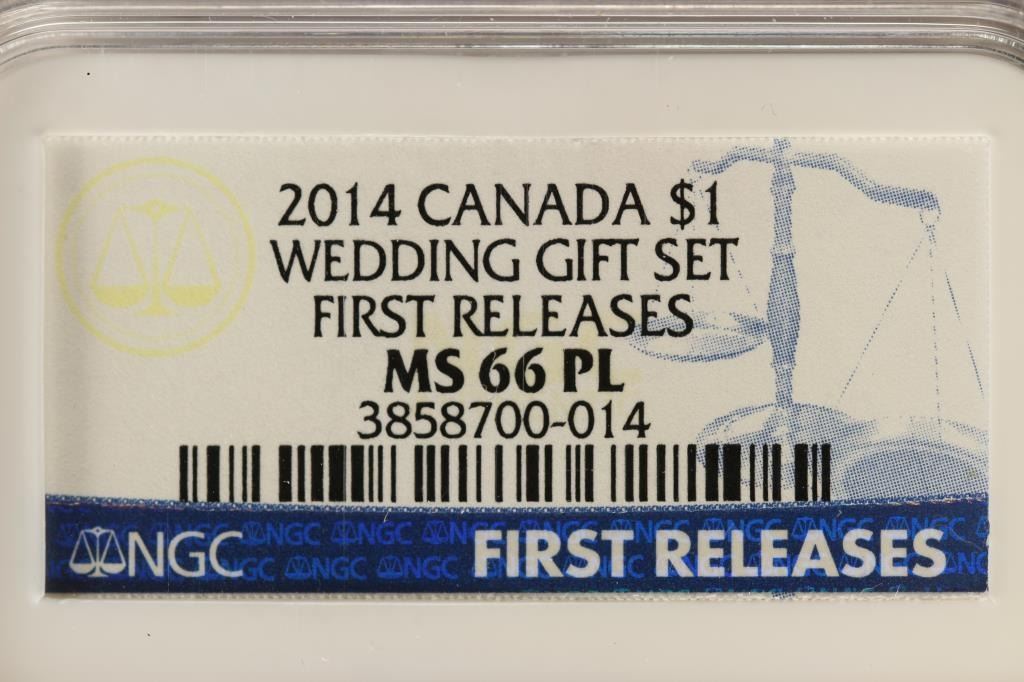 2014 CANADA $1
WEDDING GIFT SET
FIRST RELEASES
MS 66 PL
3858700-014
NGC FIRST RELEASES